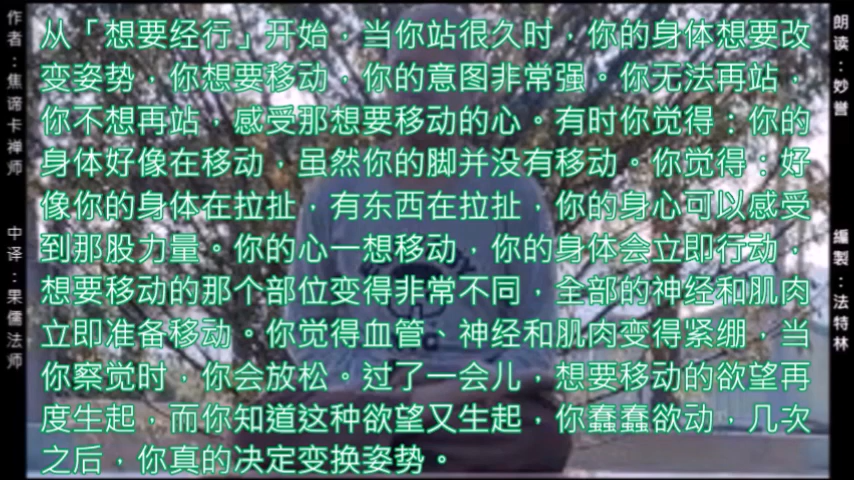 从「想要经行」开始，当你站很久时，你的身体想要改
变姿势，你想要移动，你的意图非常强。你无法再站，
你不想再站，感受那想要移动的心。有时你觉得：你的
身体好像在移动，虽然你的脚并没有移动。你觉得：好
像你的身体在拉扯，有东西在拉扯，你的身心可以感受
到那股力量。你的心一想移动，你的身体会立即行动，
想要移动的那个部位变得非常不同，全部的神经和肌肉
立即准备移动。你觉得血管、神经和肌肉变得紧绷，当
你察觉时，你会放松。过了一会儿，想要移动的欲望再
度生起，而你知道这种欲望又生起，你蠢蠢欲动，几次
之后，你真的决定变换姿势。
作者：焦谛卡禅师
中译：果儒法师
朗读：妙誉
编製：法特林